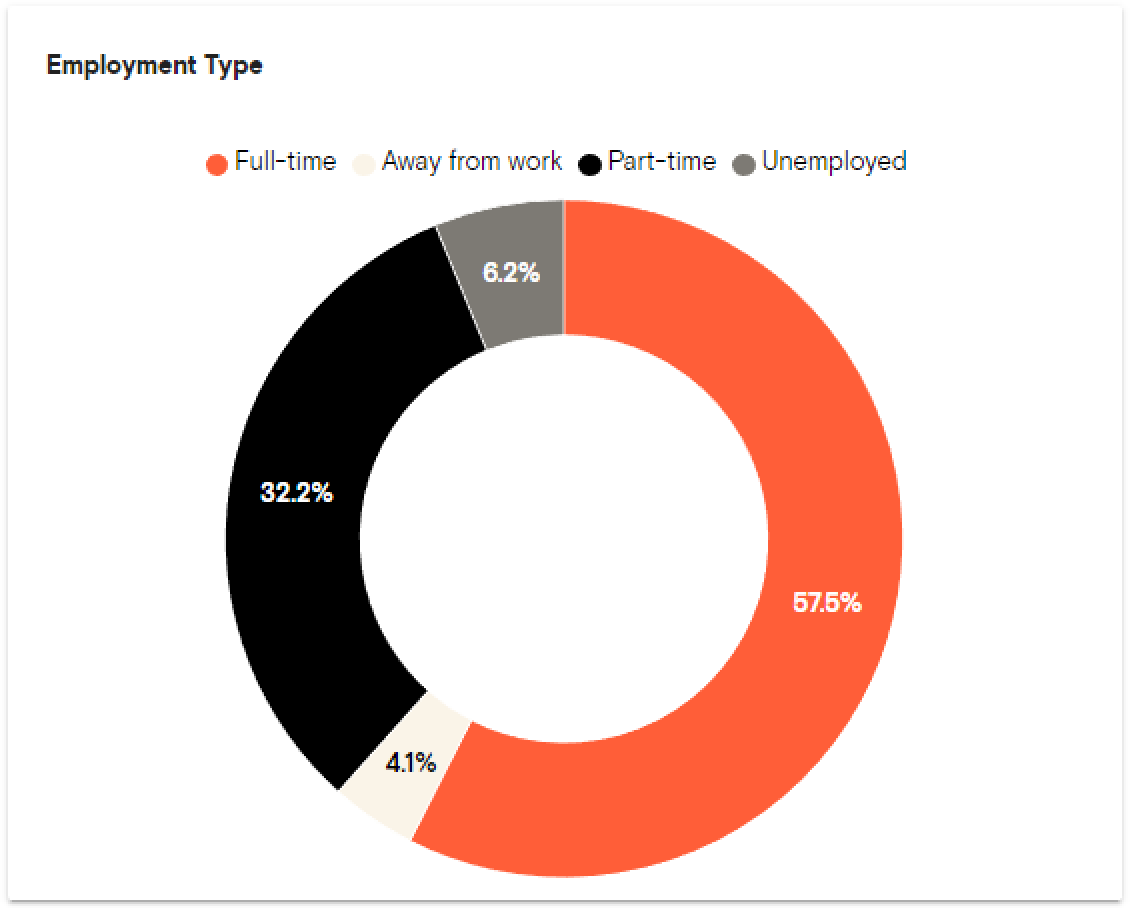 Employment Type
Full-time Away from work Part-time Unemployed
6.2%
32.2%
57.5%
4.1%